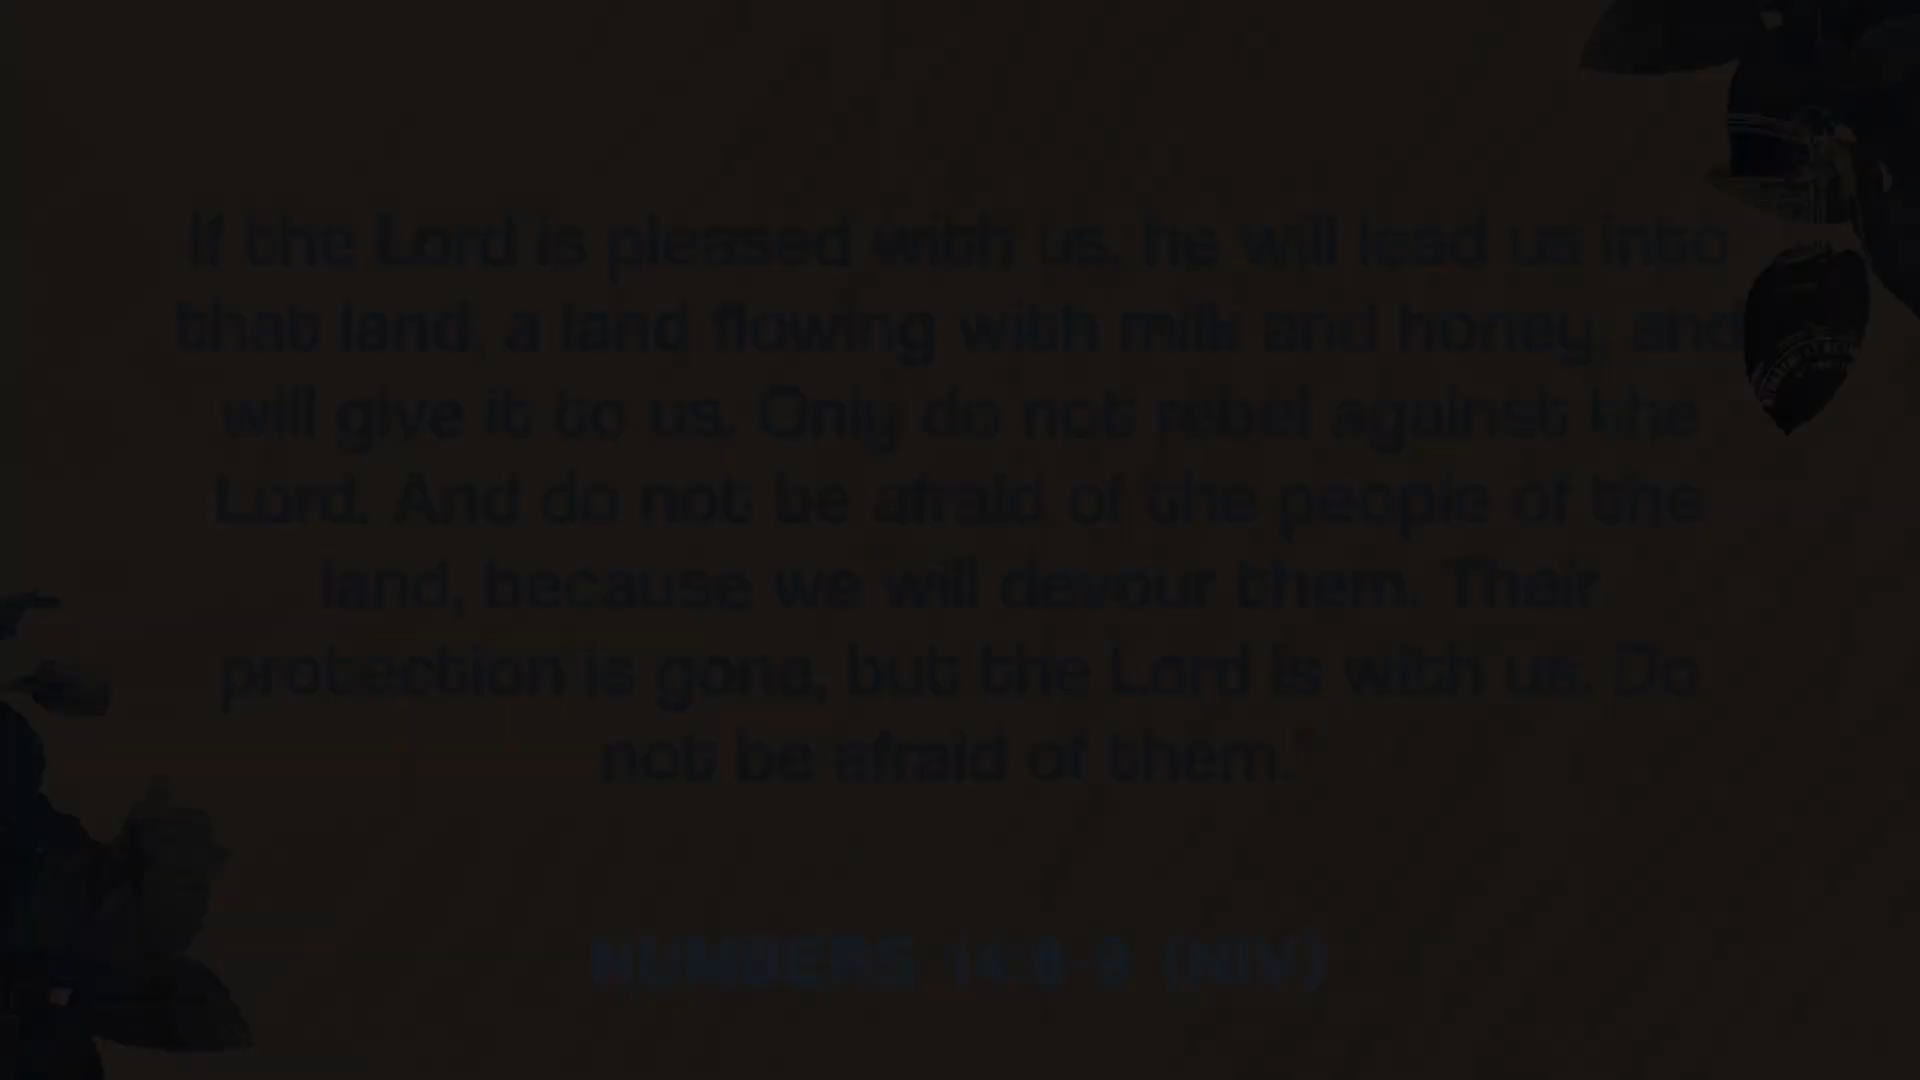 If the Lord is pleased with us, he will lead us into
that land, a land flowing with milk and honey, and
will give it to us. Only do not rebel against the
Lord. And do not be afraid of the people of the
land, because we will devour them. Their
protection is gone, but the Lord is with us. Do
not be afraid of them."
NUMBERS 14:8-9 (NIV)